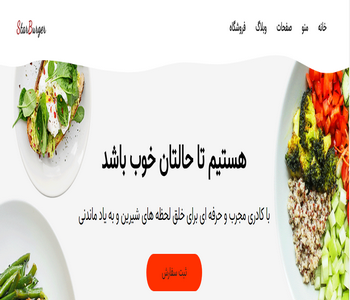 StarBurger
خانه منو صفحات وبلاگ فروشگاه
هستیم تا حالتان خوب باشد
با کادری مجرب و حرفه ای برای خلق لحظه های شیرین و به یاد ماندنی
ثبت سفارش